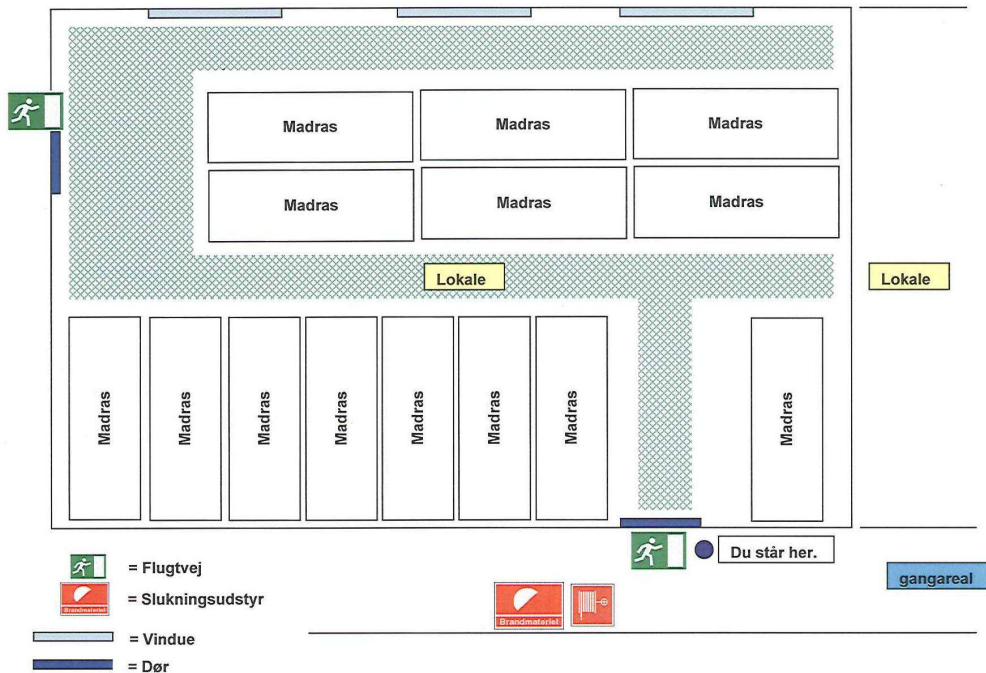 Madras
Madras
Madras
Madras
Madras
Madras
Lokale
Lokale
Madras
Madras
Madras
Madras
Madras
Madras
Madras
Madras
Du står her.
= Flugtvej
gangareal
Brandmateriel
= Slukningsudstyr
Brandmateriel
= Vindue
= Dør